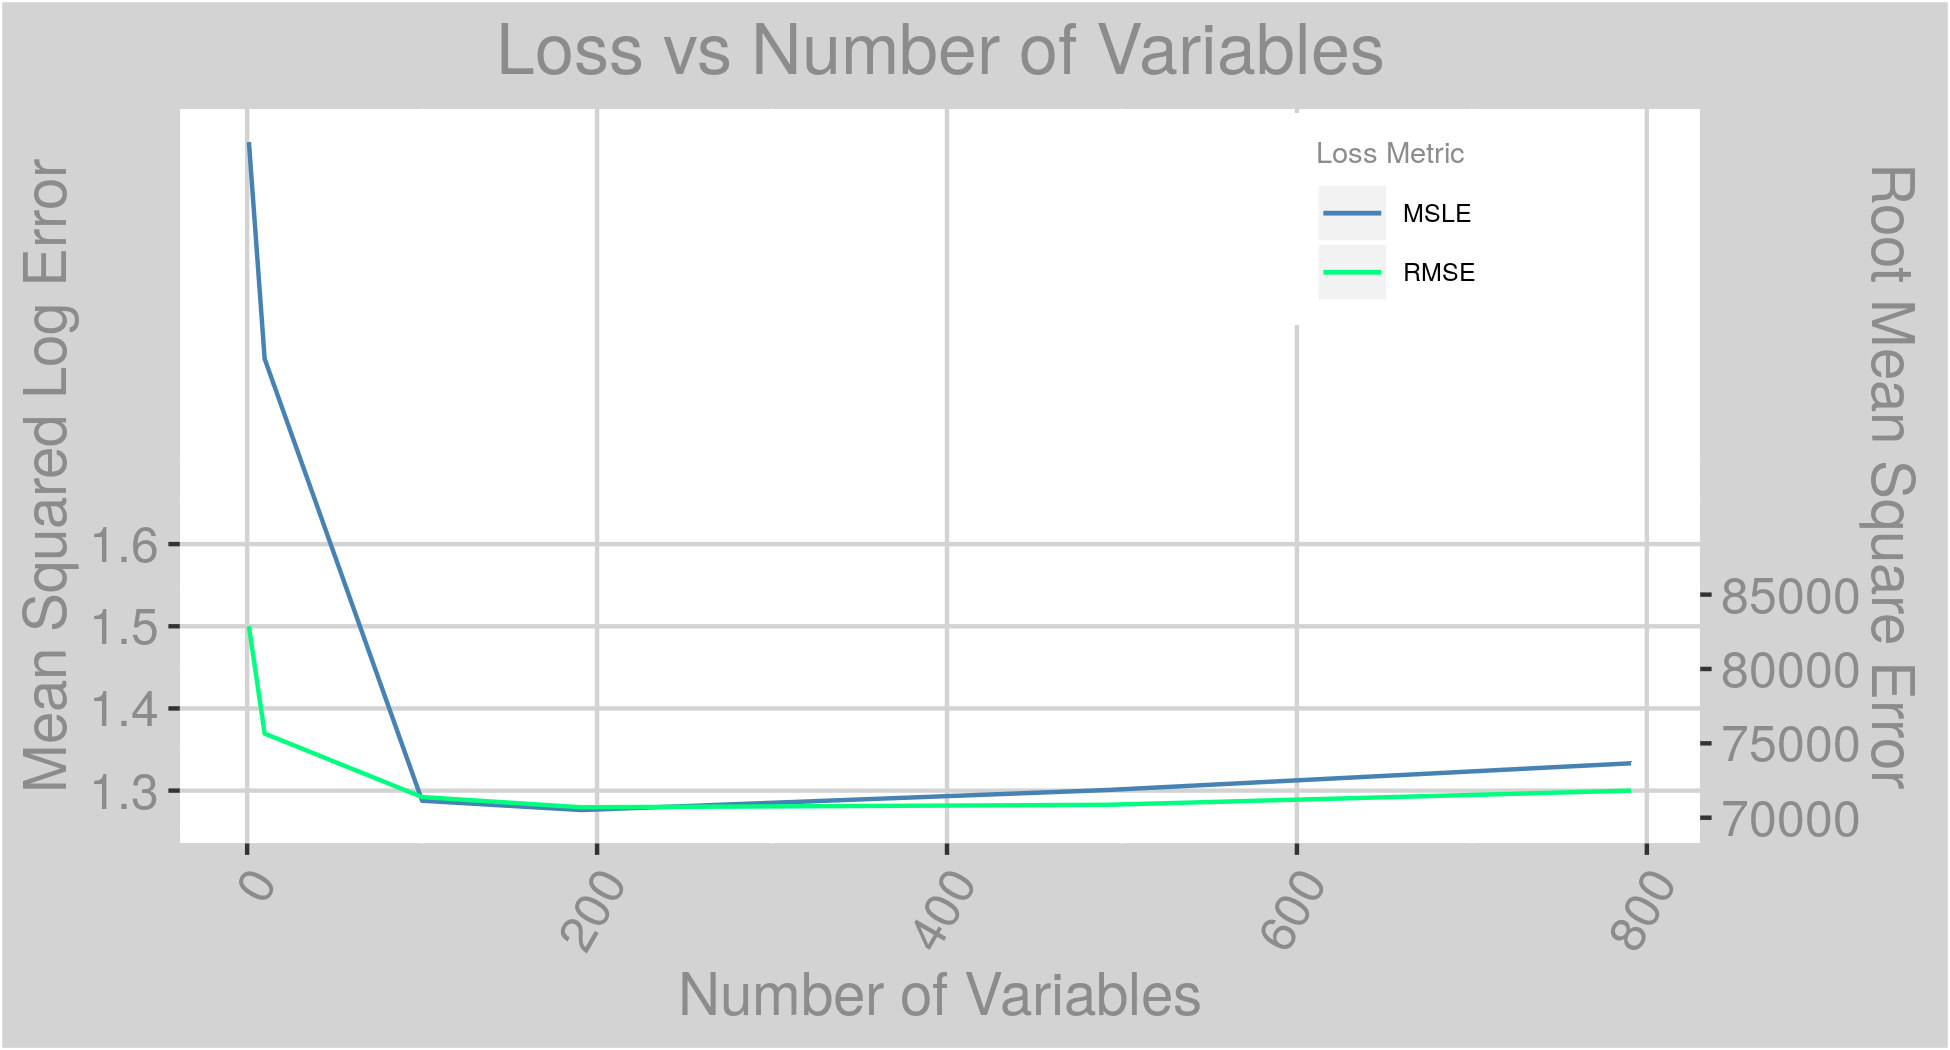 Loss vs Number of Variables
Mean Squared Log Error
1.6
1.5
1.4
1.3
Loss Metric
MSLE
RMSE
85000
80000
75000
70000
Root Mean Square Error
0
200
400
600
800
Number of Variables